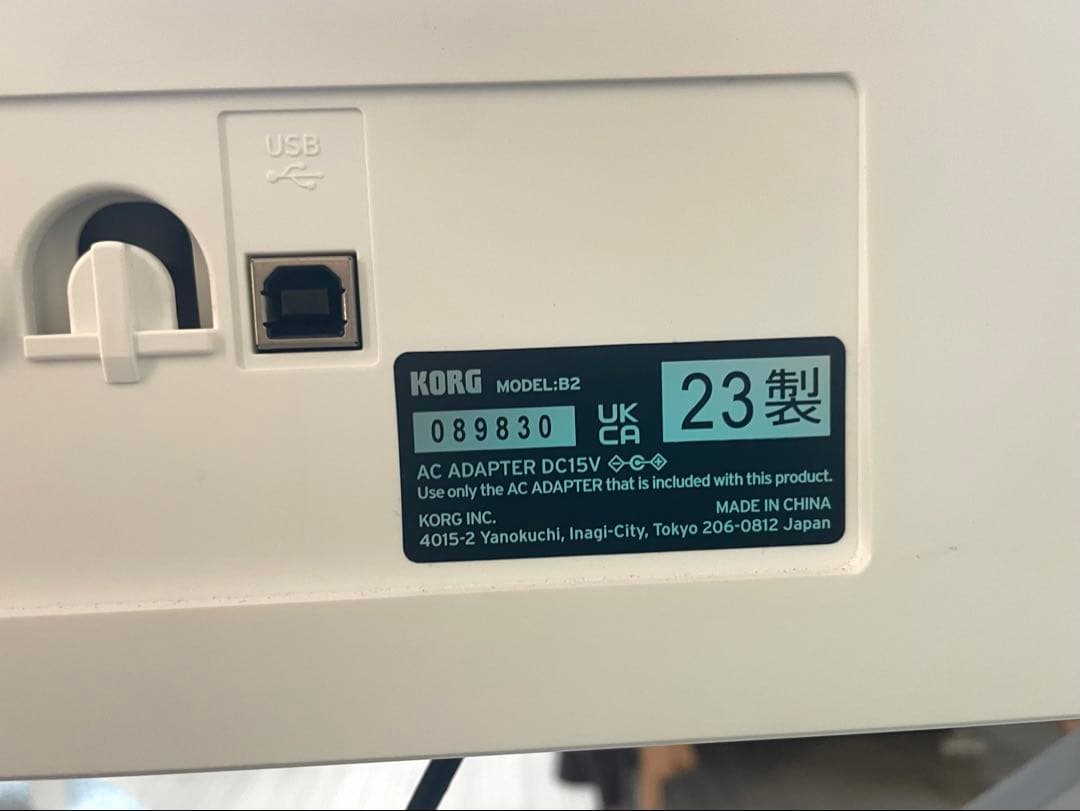 USB
KORG MODEL:B2
089830
UK
CA
23製
AC ADAPTER DC15V
Use only the AC ADAPTER that is included with this product.
MADE IN CHINA
KORG INC.
4015-2 Yanokuchi, Inagi-City, Tokyo 206-0812 Japan